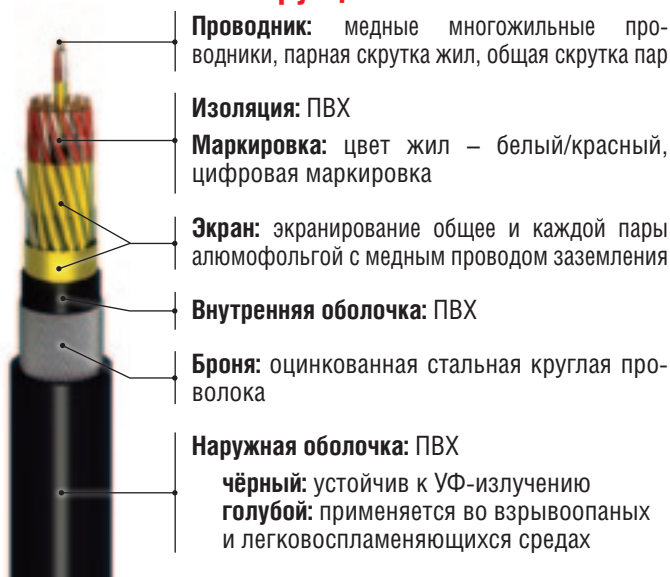 Проводник: медные многожильные про-
водники, парная скрутка жил, общая скрутка пар
Изоляция: ПВХ
Маркировка: цвет жил – белый/красный,
цифровая маркировка
Экран: экранирование общее и каждой пары
алюмофольгой с медным проводом заземления
Внутренняя оболочка: ПВХ
Броня: оцинкованная стальная круглая про-
волока
Наружная оболочка: ПВХ
чёрный: устойчив к УФ-излучению
голубой: применяется во взрывоопаных
и легковоспламеняющихся средах